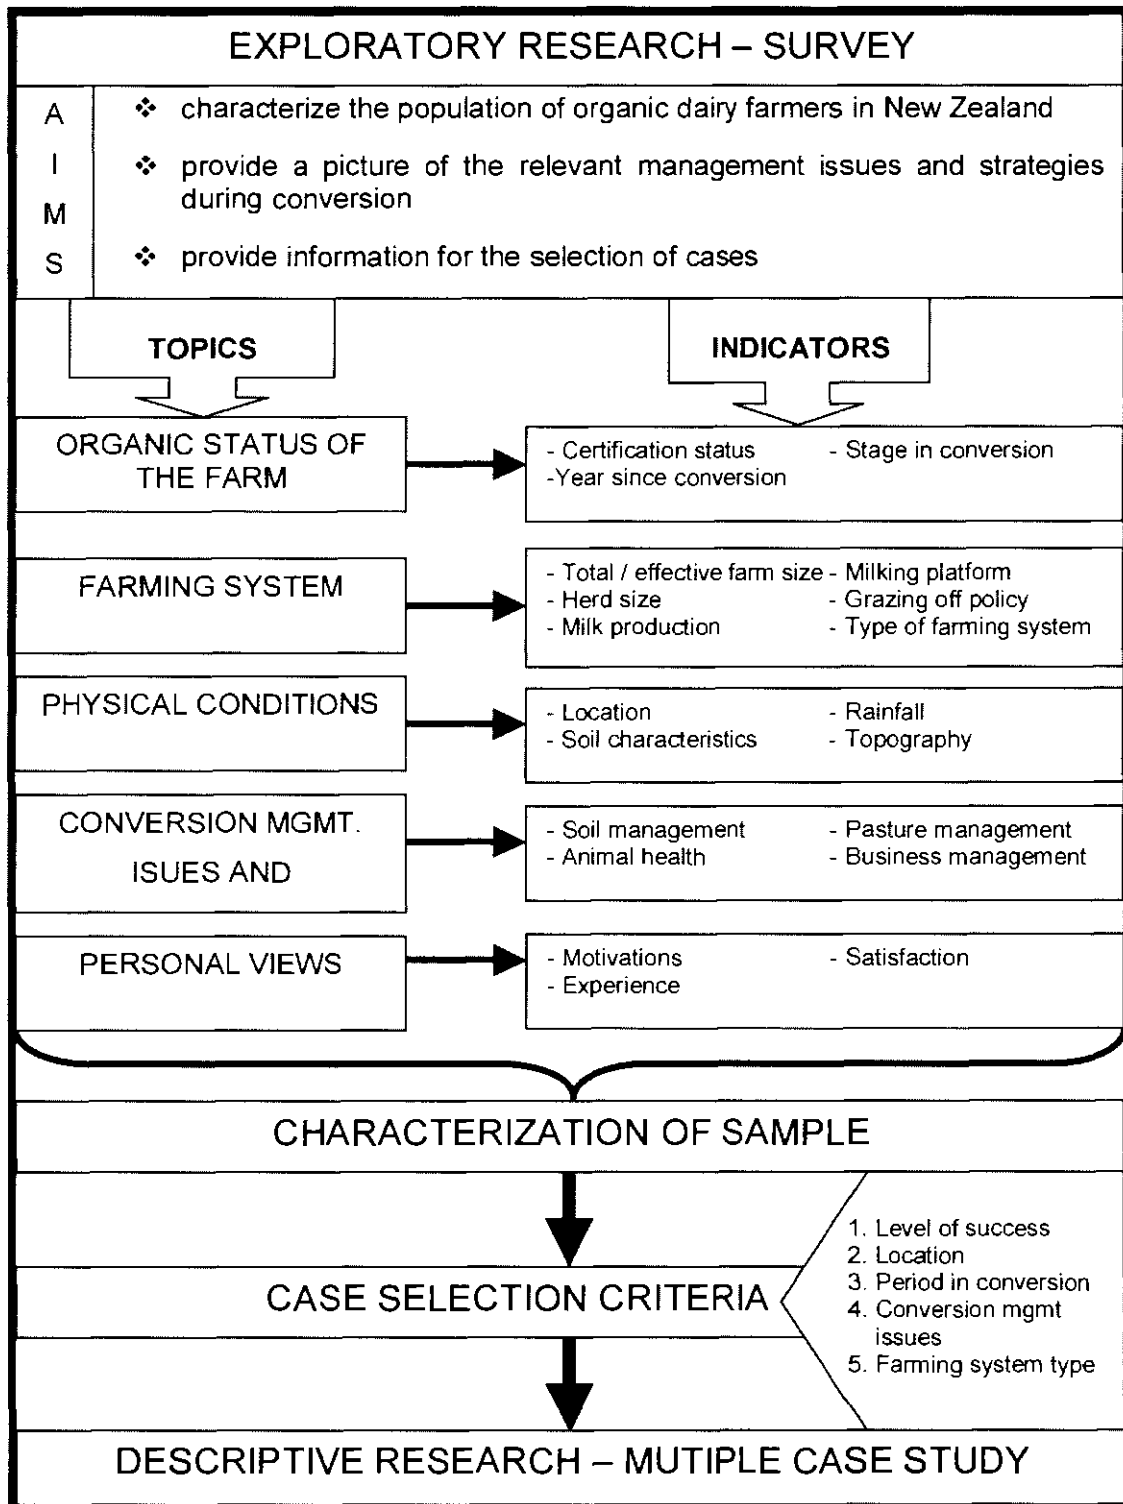 EXPLORATORY RESEARCH – SURVEY
A
I
M
S
❖ characterize the population of organic dairy farmers in New Zealand
❖ provide a picture of the relevant management issues and strategies
during conversion
❖ provide information for the selection of cases
TOPICS
INDICATORS
ORGANIC STATUS OF
THE FARM
- Certification status - Stage in conversion
-Year since conversion
FARMING SYSTEM
- Total / effective farm size - Milking platform
- Herd size - Grazing off policy
- Milk production - Type of farming system
PHYSICAL CONDITIONS
- Location - Rainfall
- Soil characteristics - Topography
CONVERSION MGMT.
ISUES AND
- Soil management - Pasture management
- Animal health - Business management
PERSONAL VIEWS
- Motivations - Satisfaction
- Experience
CHARACTERIZATION OF SAMPLE
CASE SELECTION CRITERIA
1. Level of success
2. Location
3. Period in conversion
4. Conversion mgmt
issues
5. Farming system type
DESCRIPTIVE RESEARCH – MUTIPLE CASE STUDY